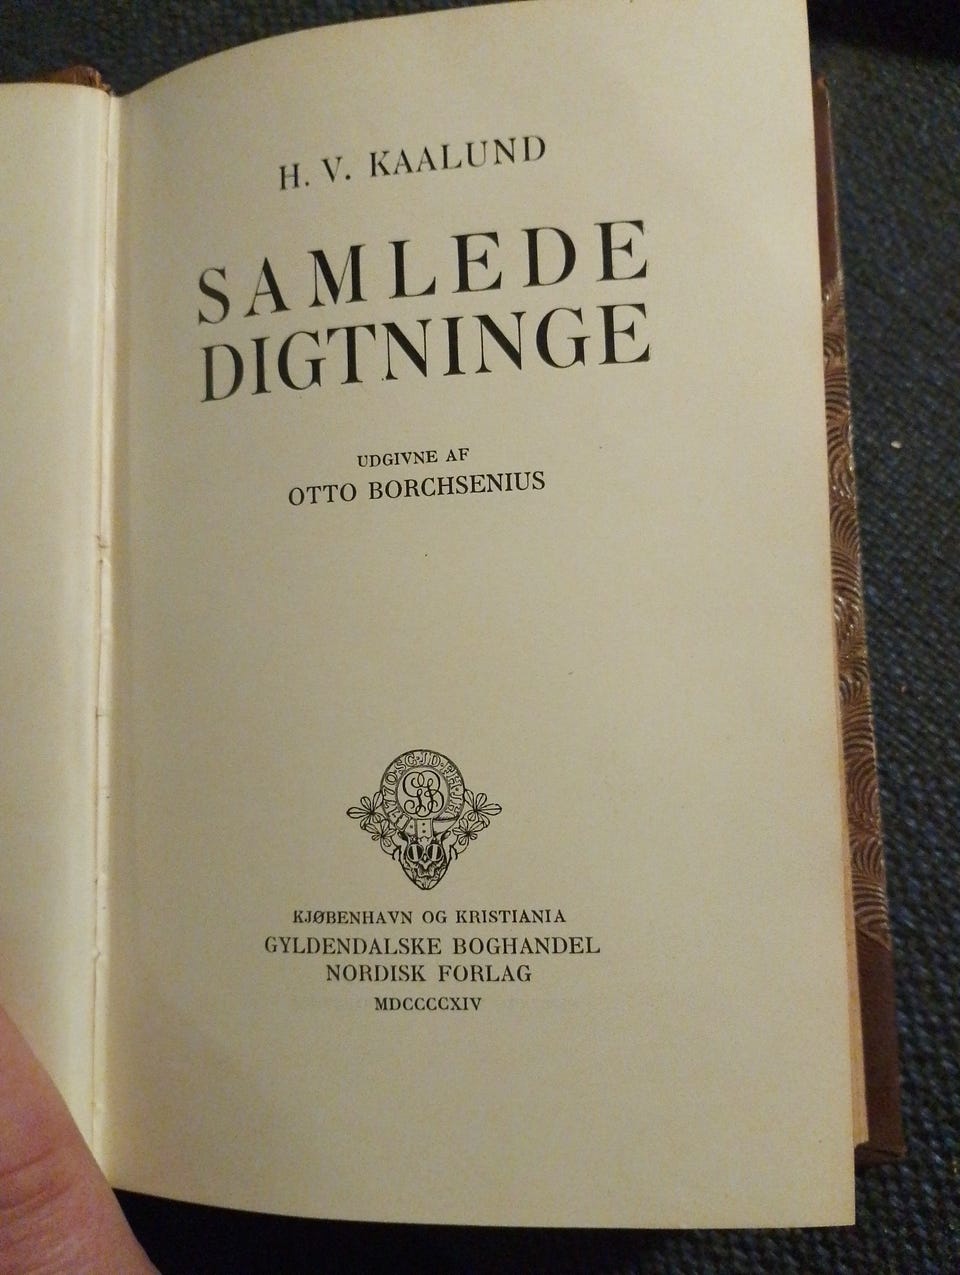 H. V. KAALUND
SAMLEDE
DIGTNINGE
UDGIVNE AF
OTTO BORCHSENIUS
KJØBENHAVN OG KRISTIANIA
GYLDENDALSKE BOGHANDEL
NORDISK FORLAG
MDCCCCXIV